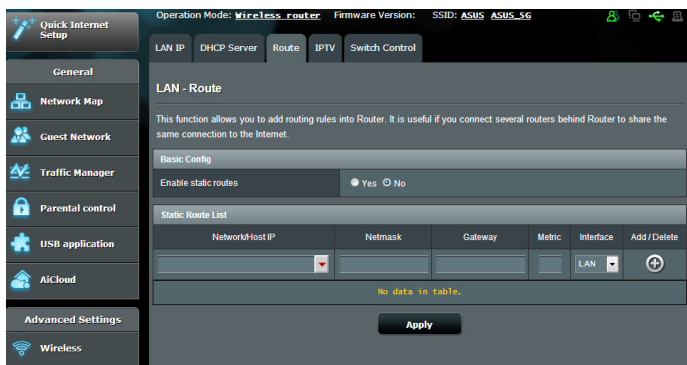 Operation Mode: Wireless router Firmware Version: SSID: ASUS ASUS_5G
Quick Internet
Setup
LAN IP DHCP Server Route IPTV Switch Control
General
LAN - Route
Network Map
This function allows you to add routing rules into Router. It is useful if you connect several routers behind Router to share the
same connection to the Internet.
Guest Network
Basic Config
Traffic Manager
Enable static routes Yes No
Parental control
Static Route List
Network/Host IP Netmask Gateway Metric Interface Add / Delete
USB application
LAN
AiCloud
No data in table.
Advanced Settings
Apply
Wireless